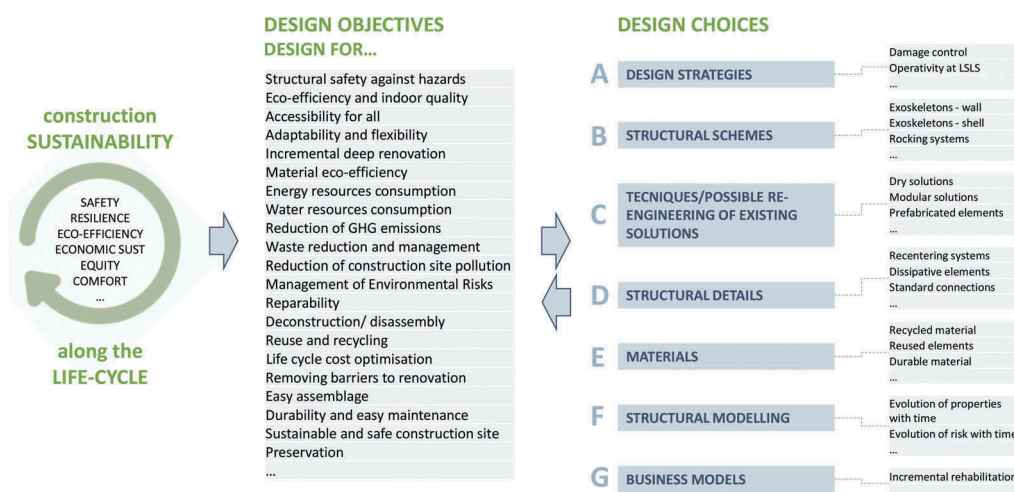 construction
SUSTAINABILITY
SAFETY
RESILIENCE
ECO-EFFICIENCY
ECONOMIC SUST
EQUITY
COMFORT
...
along the
LIFE-CYCLE
DESIGN OBJECTIVES
DESIGN FOR...
Structural safety against hazards
Eco-efficiency and indoor quality
Accessibility for all
Adaptability and flexibility
Incremental deep renovation
Material eco-efficiency
Energy resources consumption
Water resources consumption
Reduction of GHG emissions
Waste reduction and management
Reduction of construction site pollution
Management of Environmental Risks
Reparability
Deconstruction/ disassembly
Reuse and recycling
Life cycle cost optimisation
Removing barriers to renovation
Easy assemblage
Durability and easy maintenance
Sustainable and safe construction site
Preservation
...
DESIGN CHOICES
A DESIGN STRATEGIES
Damage control
Operativity at LSLS
...
B STRUCTURAL SCHEMES
Exoskeletons - wall
Exoskeletons - shell
Rocking systems
...
C TECNIQUES/POSSIBLE RE-
ENGINEERING OF EXISTING
SOLUTIONS
Dry solutions
Modular solutions
Prefabricated elements
...
D STRUCTURAL DETAILS
Recentering systems
Dissipative elements
Standard connections
...
E MATERIALS
Recycled material
Reused elements
Durable material
...
F STRUCTURAL MODELLING
Evolution of properties
with time
Evolution of risk with time
...
G BUSINESS MODELS
Incremental rehabilitation